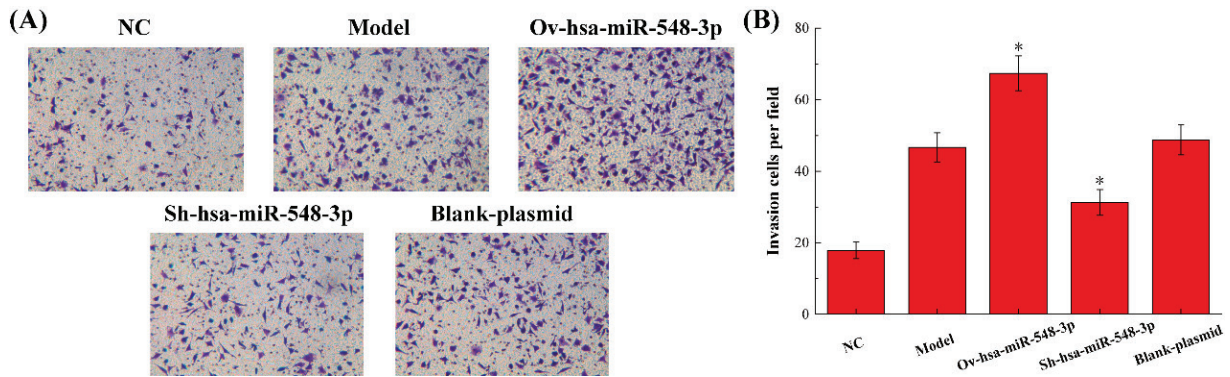 (A)
NC
Model
Ov-hsa-miR-548-3p
Sh-hsa-miR-548-3p
Blank-plasmid
(B)
Invasion cells per field
80
60
40
20
0
*
*
NC
Model
Ov-hsa-miR-548-3p
Sh-hsa-miR-548-3p
Blank-plasmid